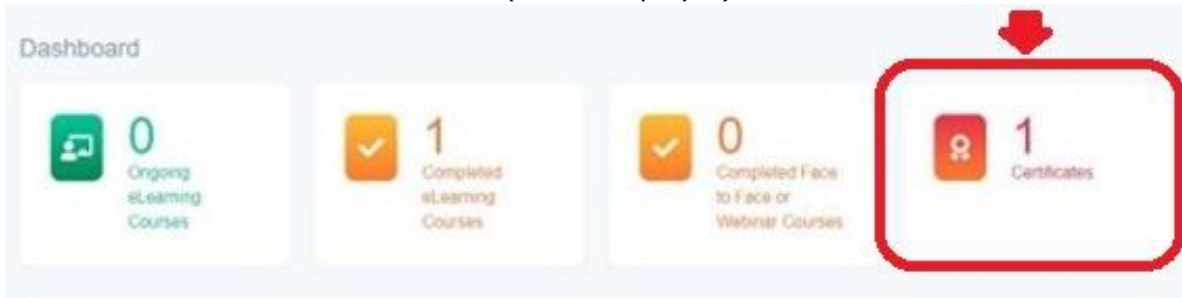 Dashboard
0
Ongoing
eLearning
Courses
1
Completed
eLearning
Courses
0
Completed Face
to Face or
Webinar Courses
1
Certificates